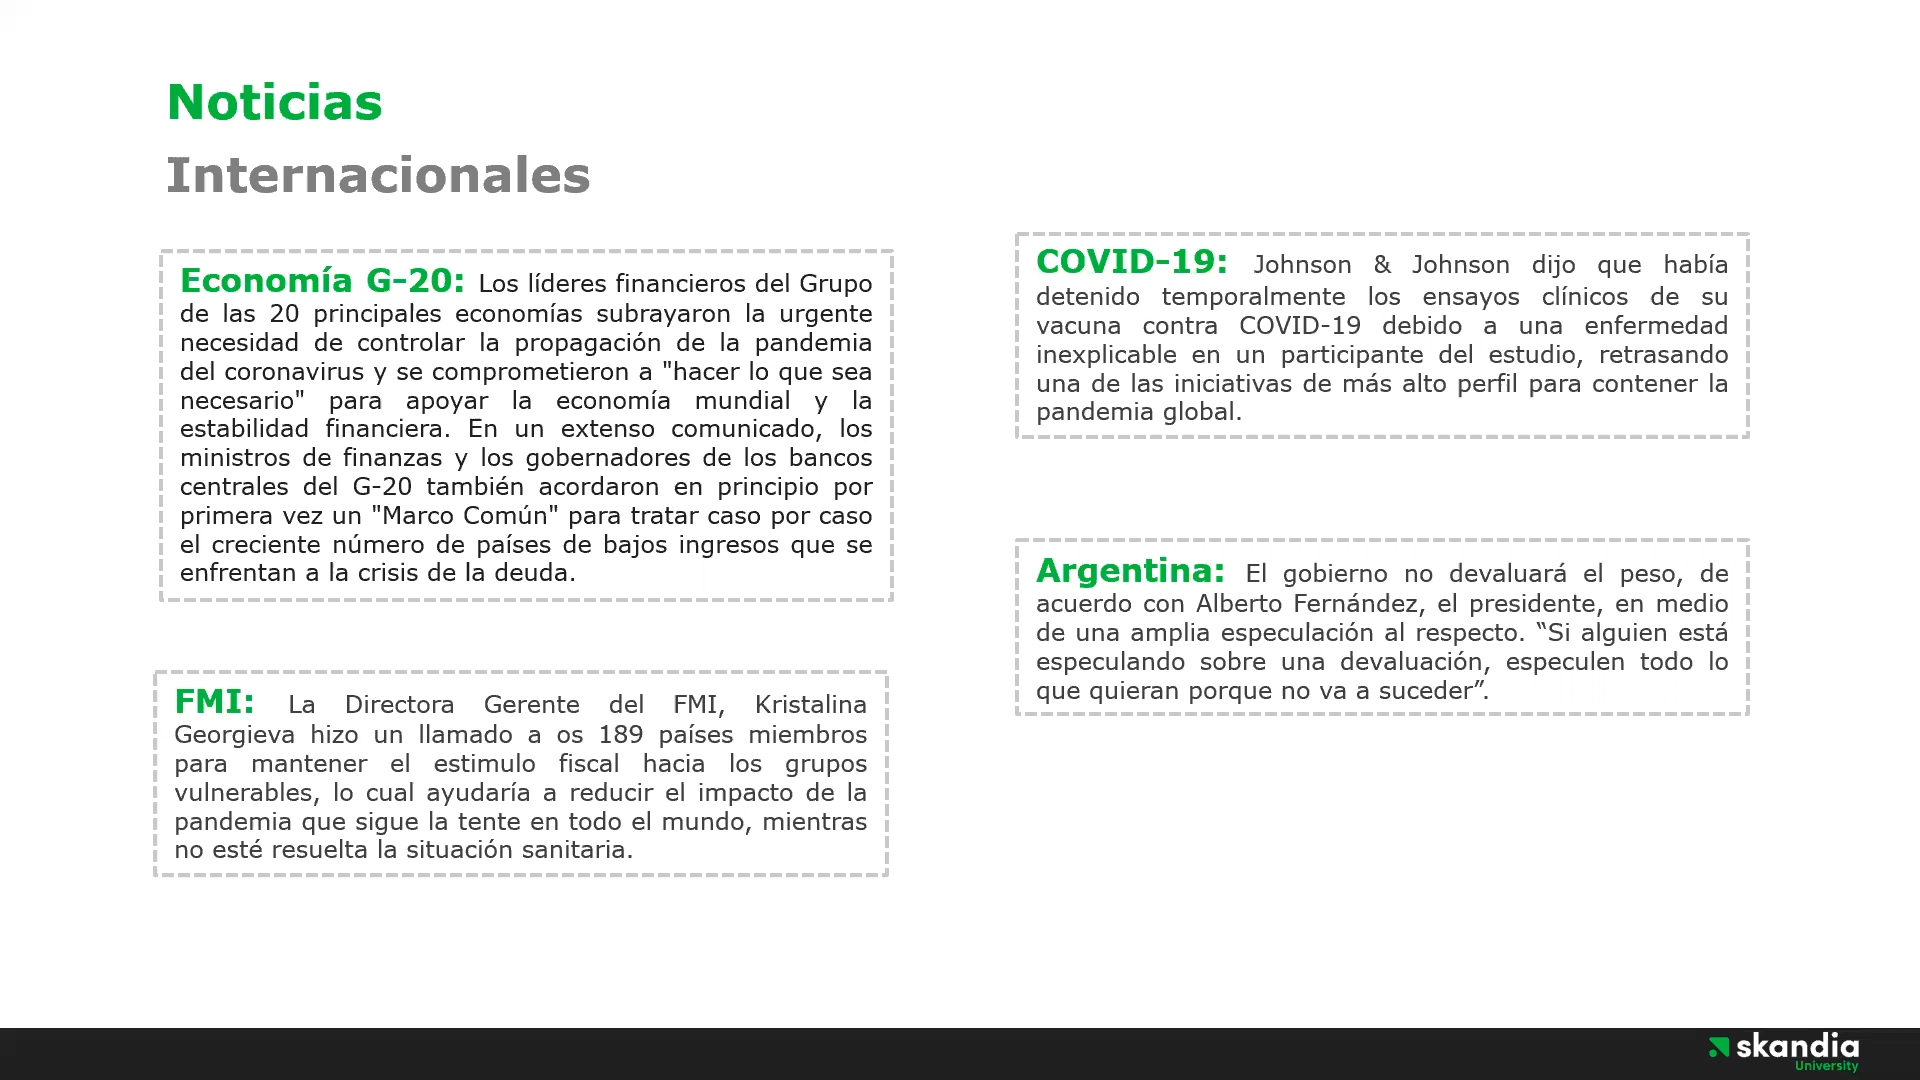 Noticias
Internacionales
Economía G-20: Los líderes financieros del Grupo
de las 20 principales economías subrayaron la urgente
necesidad de controlar la propagación de la pandemia
del coronavirus y se comprometieron a "hacer lo que sea
necesario" para apoyar la economía mundial y la
estabilidad financiera. En un extenso comunicado, los
ministros de finanzas y los gobernadores de los bancos
centrales del G-20 también acordaron en principio por
primera vez un "Marco Común" para tratar caso por caso
el creciente número de países de bajos ingresos que se
enfrentan a la crisis de la deuda.
FMI: La Directora Gerente del FMI, Kristalina
Georgieva hizo un llamado a os 189 países miembros
para mantener el estimulo fiscal hacia los grupos
vulnerables, lo cual ayudaría a reducir el impacto de la
pandemia que sigue la tente en todo el mundo, mientras
no esté resuelta la situación sanitaria.
COVID-19: Johnson & Johnson dijo que había
detenido temporalmente los ensayos clínicos de su
vacuna contra COVID-19 debido a una enfermedad
inexplicable en un participante del estudio, retrasando
una de las iniciativas de más alto perfil para contener la
pandemia global.
Argentina: El gobierno no devaluará el peso, de
acuerdo con Alberto Fernández, el presidente, en medio
de una amplia especulación al respecto. “Si alguien está
especulando sobre una devaluación, especulen todo lo
que quieran porque no va a suceder”.
skandia
University